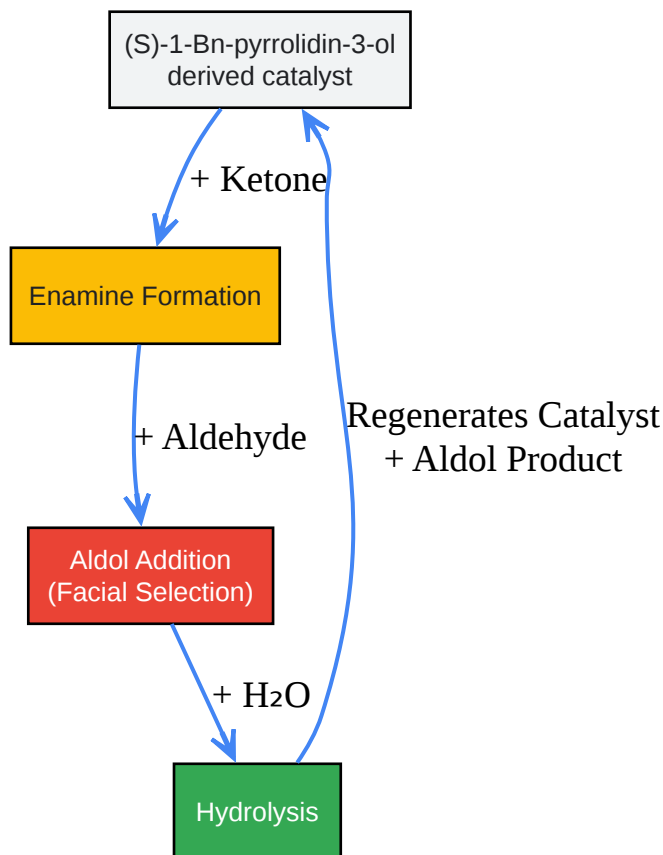 (S)-1-Bn-pyrrolidin-3-ol
derived catalyst
+ Ketone
Enamine Formation
+ Aldehyde
Regenerates Catalyst
+ Aldol Product
Aldol Addition
(Facial Selection)
+ H₂O
Hydrolysis